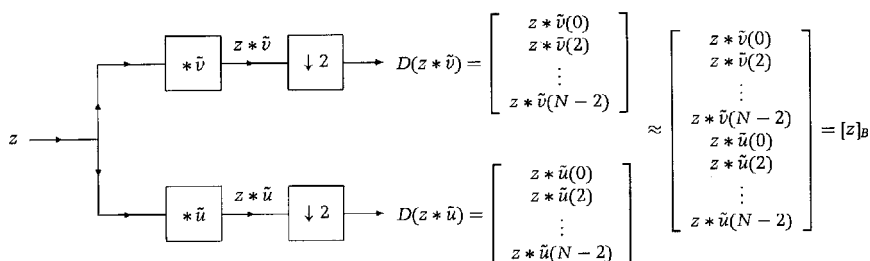 z
* ṽ
z * ṽ
↓ 2
D(z * ṽ) =
z * ṽ(0)
z * ṽ(2)
⋮
z * ṽ(N − 2)
* ũ
z * ũ
↓ 2
D(z * ũ) =
z * ũ(0)
z * ũ(2)
⋮
z * ũ(N − 2)
≈
z * ṽ(0)
z * ṽ(2)
⋮
z * ṽ(N − 2)
z * ũ(0)
z * ũ(2)
⋮
z * ũ(N − 2)
= [z]_B